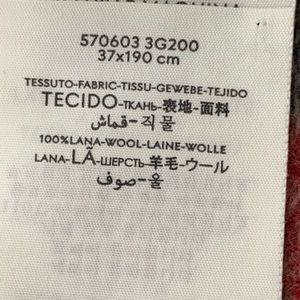 570603 3G200
37x190 cm
TESSUTO-FABRIC-TISSU-GEWEBE-TEJIDO
TECIDO-ТКАНЬ-表地-面料
قماش-직물
100%LANA-WOOL-LAINE-WOLLE
LANA-LÃ-ШЕРСТЬ-羊毛-ウール
صوف-울